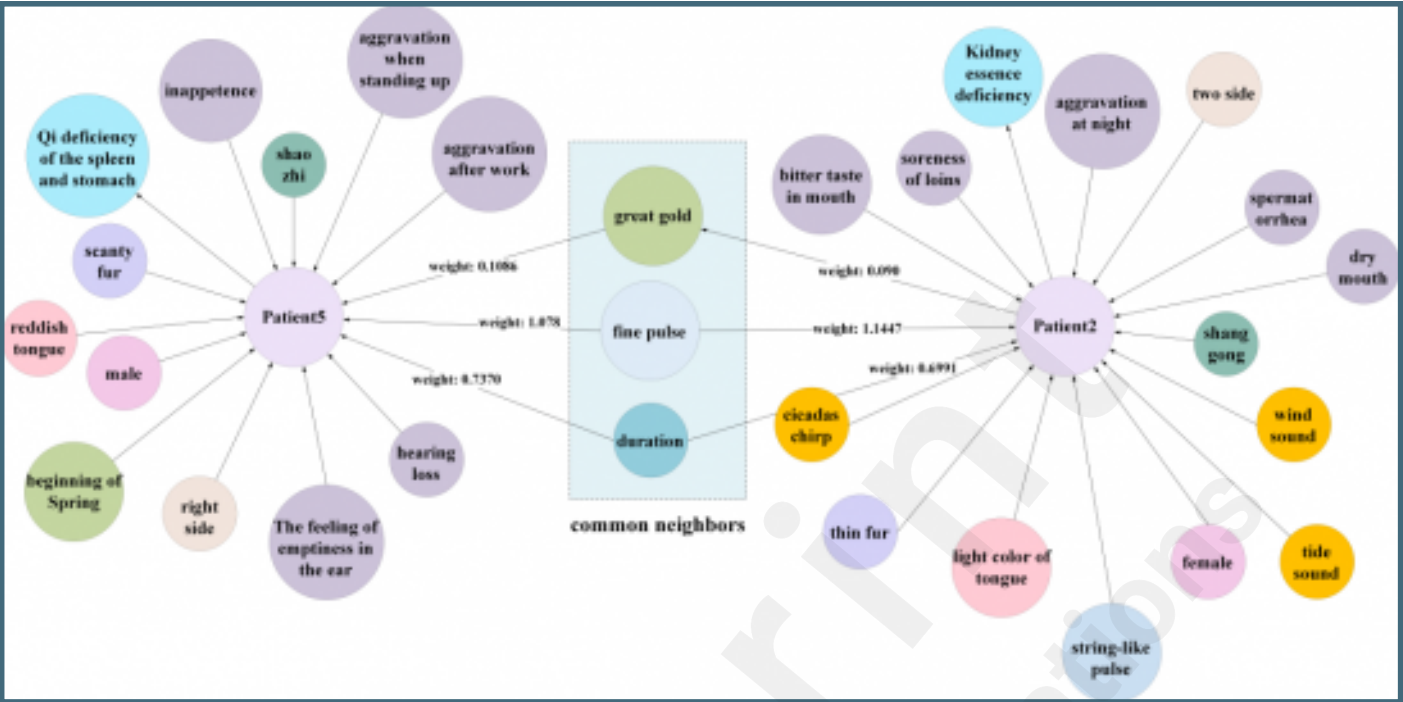 aggravation
when
standing up
inappetence
Qi deficiency
of the spleen
and stomach
shao
zhi
aggravation
after work
scanty
fur
Patient5
reddish
tongue
male
beginning of
Spring
right
side
The feeling of
emptiness in
the ear
hearing
loss
weight: 0.1086
weight: 1.078
weight: 0.7370
great gold
fine pulse
duration
common neighbors
weight: 0.090
weight: 1.1447
weight: 0.6991
Kidney
essence
deficiency
aggravation
at night
two side
bitter taste
in mouth
soreness
of loins
spermat
orrhea
dry
mouth
Patient2
shang
gong
cicadas
chirp
wind
sound
thin fur
light color of
tongue
female
tide
sound
string-like
pulse